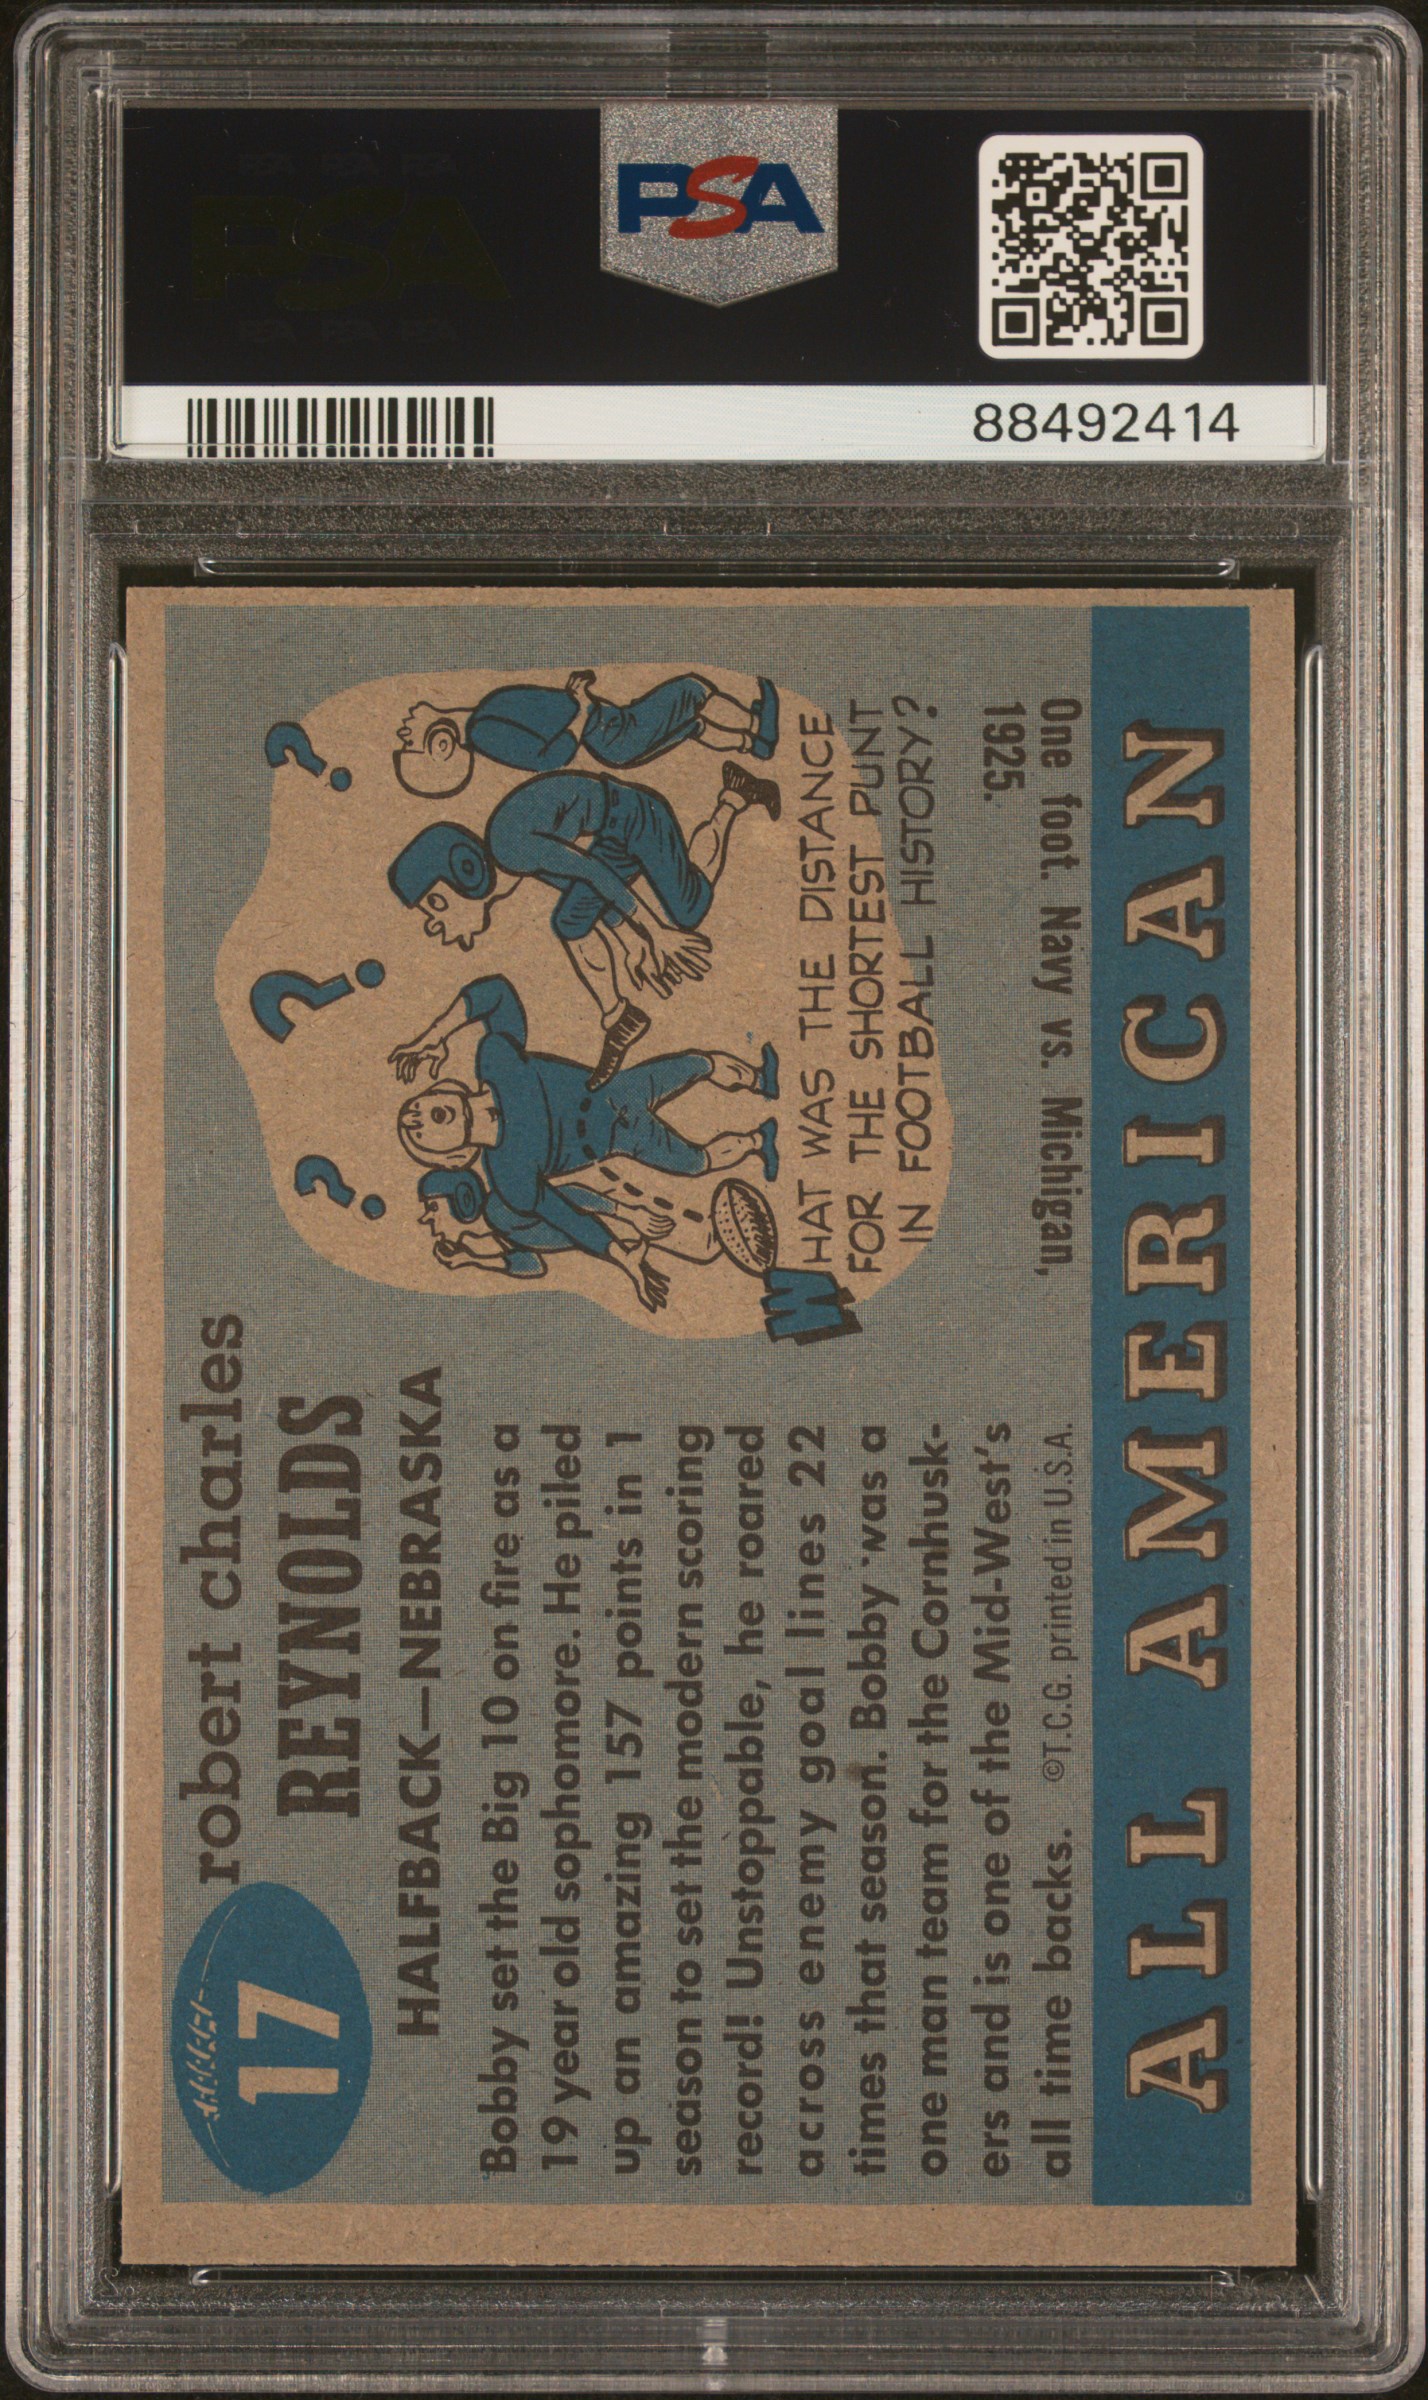 PSA
88492414
17
robert charles
REYNOLDS
HALFBACK—NEBRASKA
Bobby set the Big 10 on fire as a
19 year old sophomore. He piled
up an amazing 157 points in 1
season to set the modern scoring
record! Unstoppable, he roared
across enemy goal lines 22
times that season. Bobby was a
one man team for the Cornhusk-
ers and is one of the Mid-West's
all time backs. ©T.C.G. printed in U.S.A.
? ? ?
WHAT WAS THE DISTANCE
FOR THE SHORTEST PUNT
IN FOOTBALL HISTORY?
One foot. Navy vs. Michigan,
1925.
ALL AMERICAN